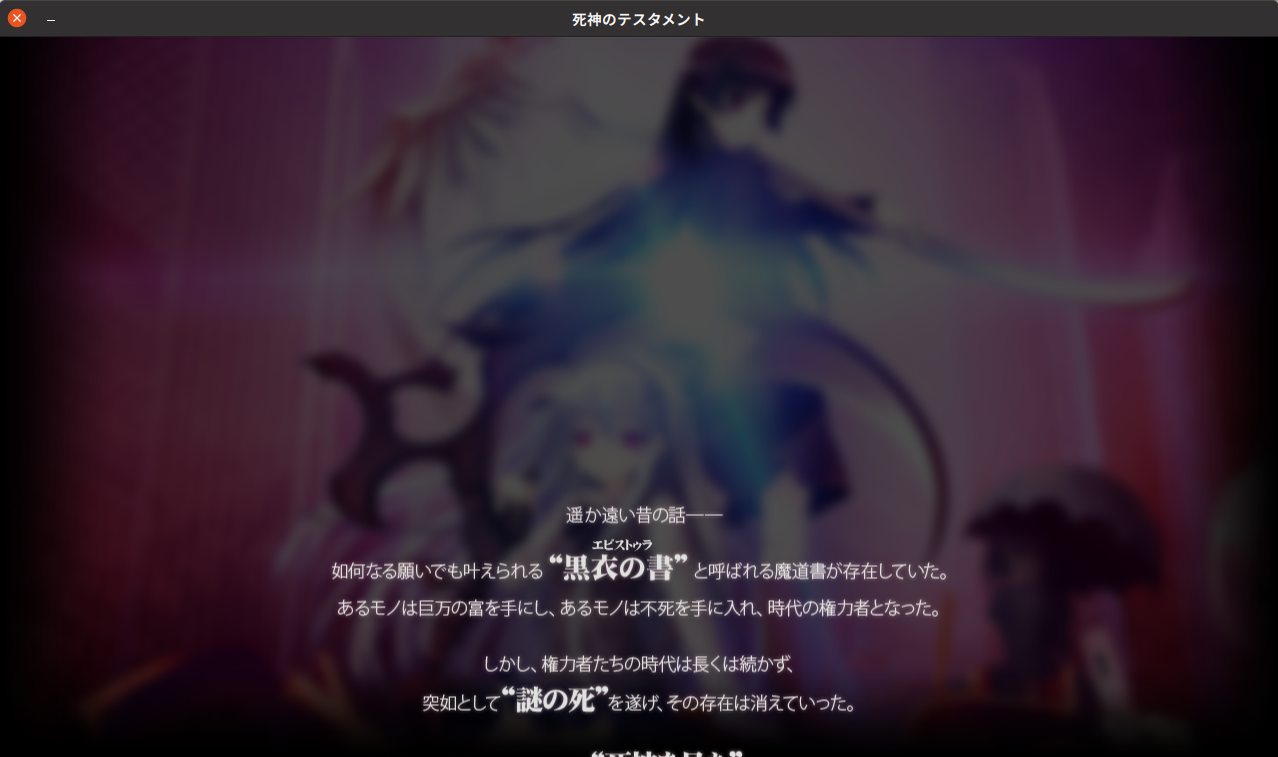 死神のテスタメント
遥か遠い昔の話――
エピストゥラ
如何なる願いでも叶えられる“黒衣の書”と呼ばれる魔道書が存在していた。
あるモノは巨万の富を手にし、あるモノは不死を手に入れ、時代の権力者となった。
しかし、権力者たちの時代は長くは続かず、
突如として“謎の死”を遂げ、その存在は消えていった。